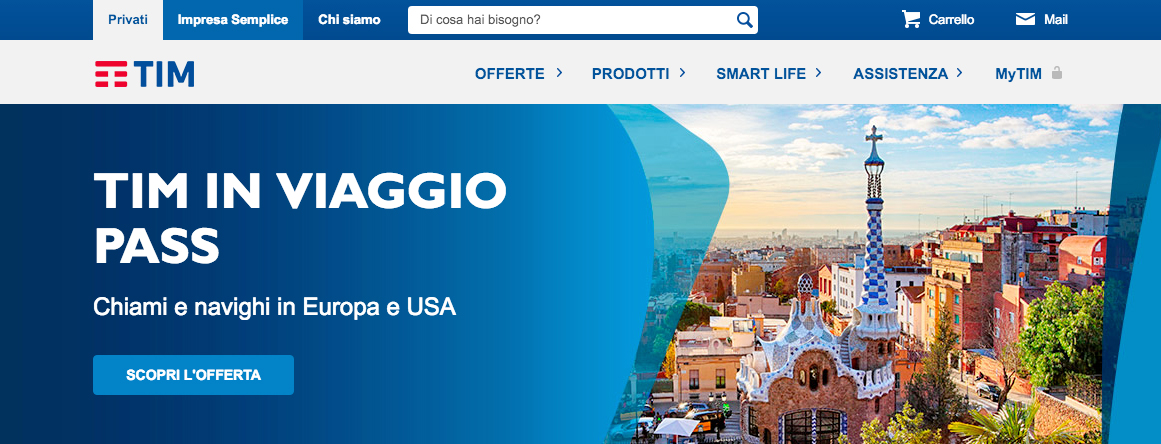 Privati
Impresa Semplice
Chi siamo
Di cosa hai bisogno?
Carrello
Mail
TIM
OFFERTE
PRODOTTI
SMART LIFE
ASSISTENZA
MyTIM
TIM IN VIAGGIO
PASS
Chiami e navighi in Europa e USA
SCOPRI L'OFFERTA